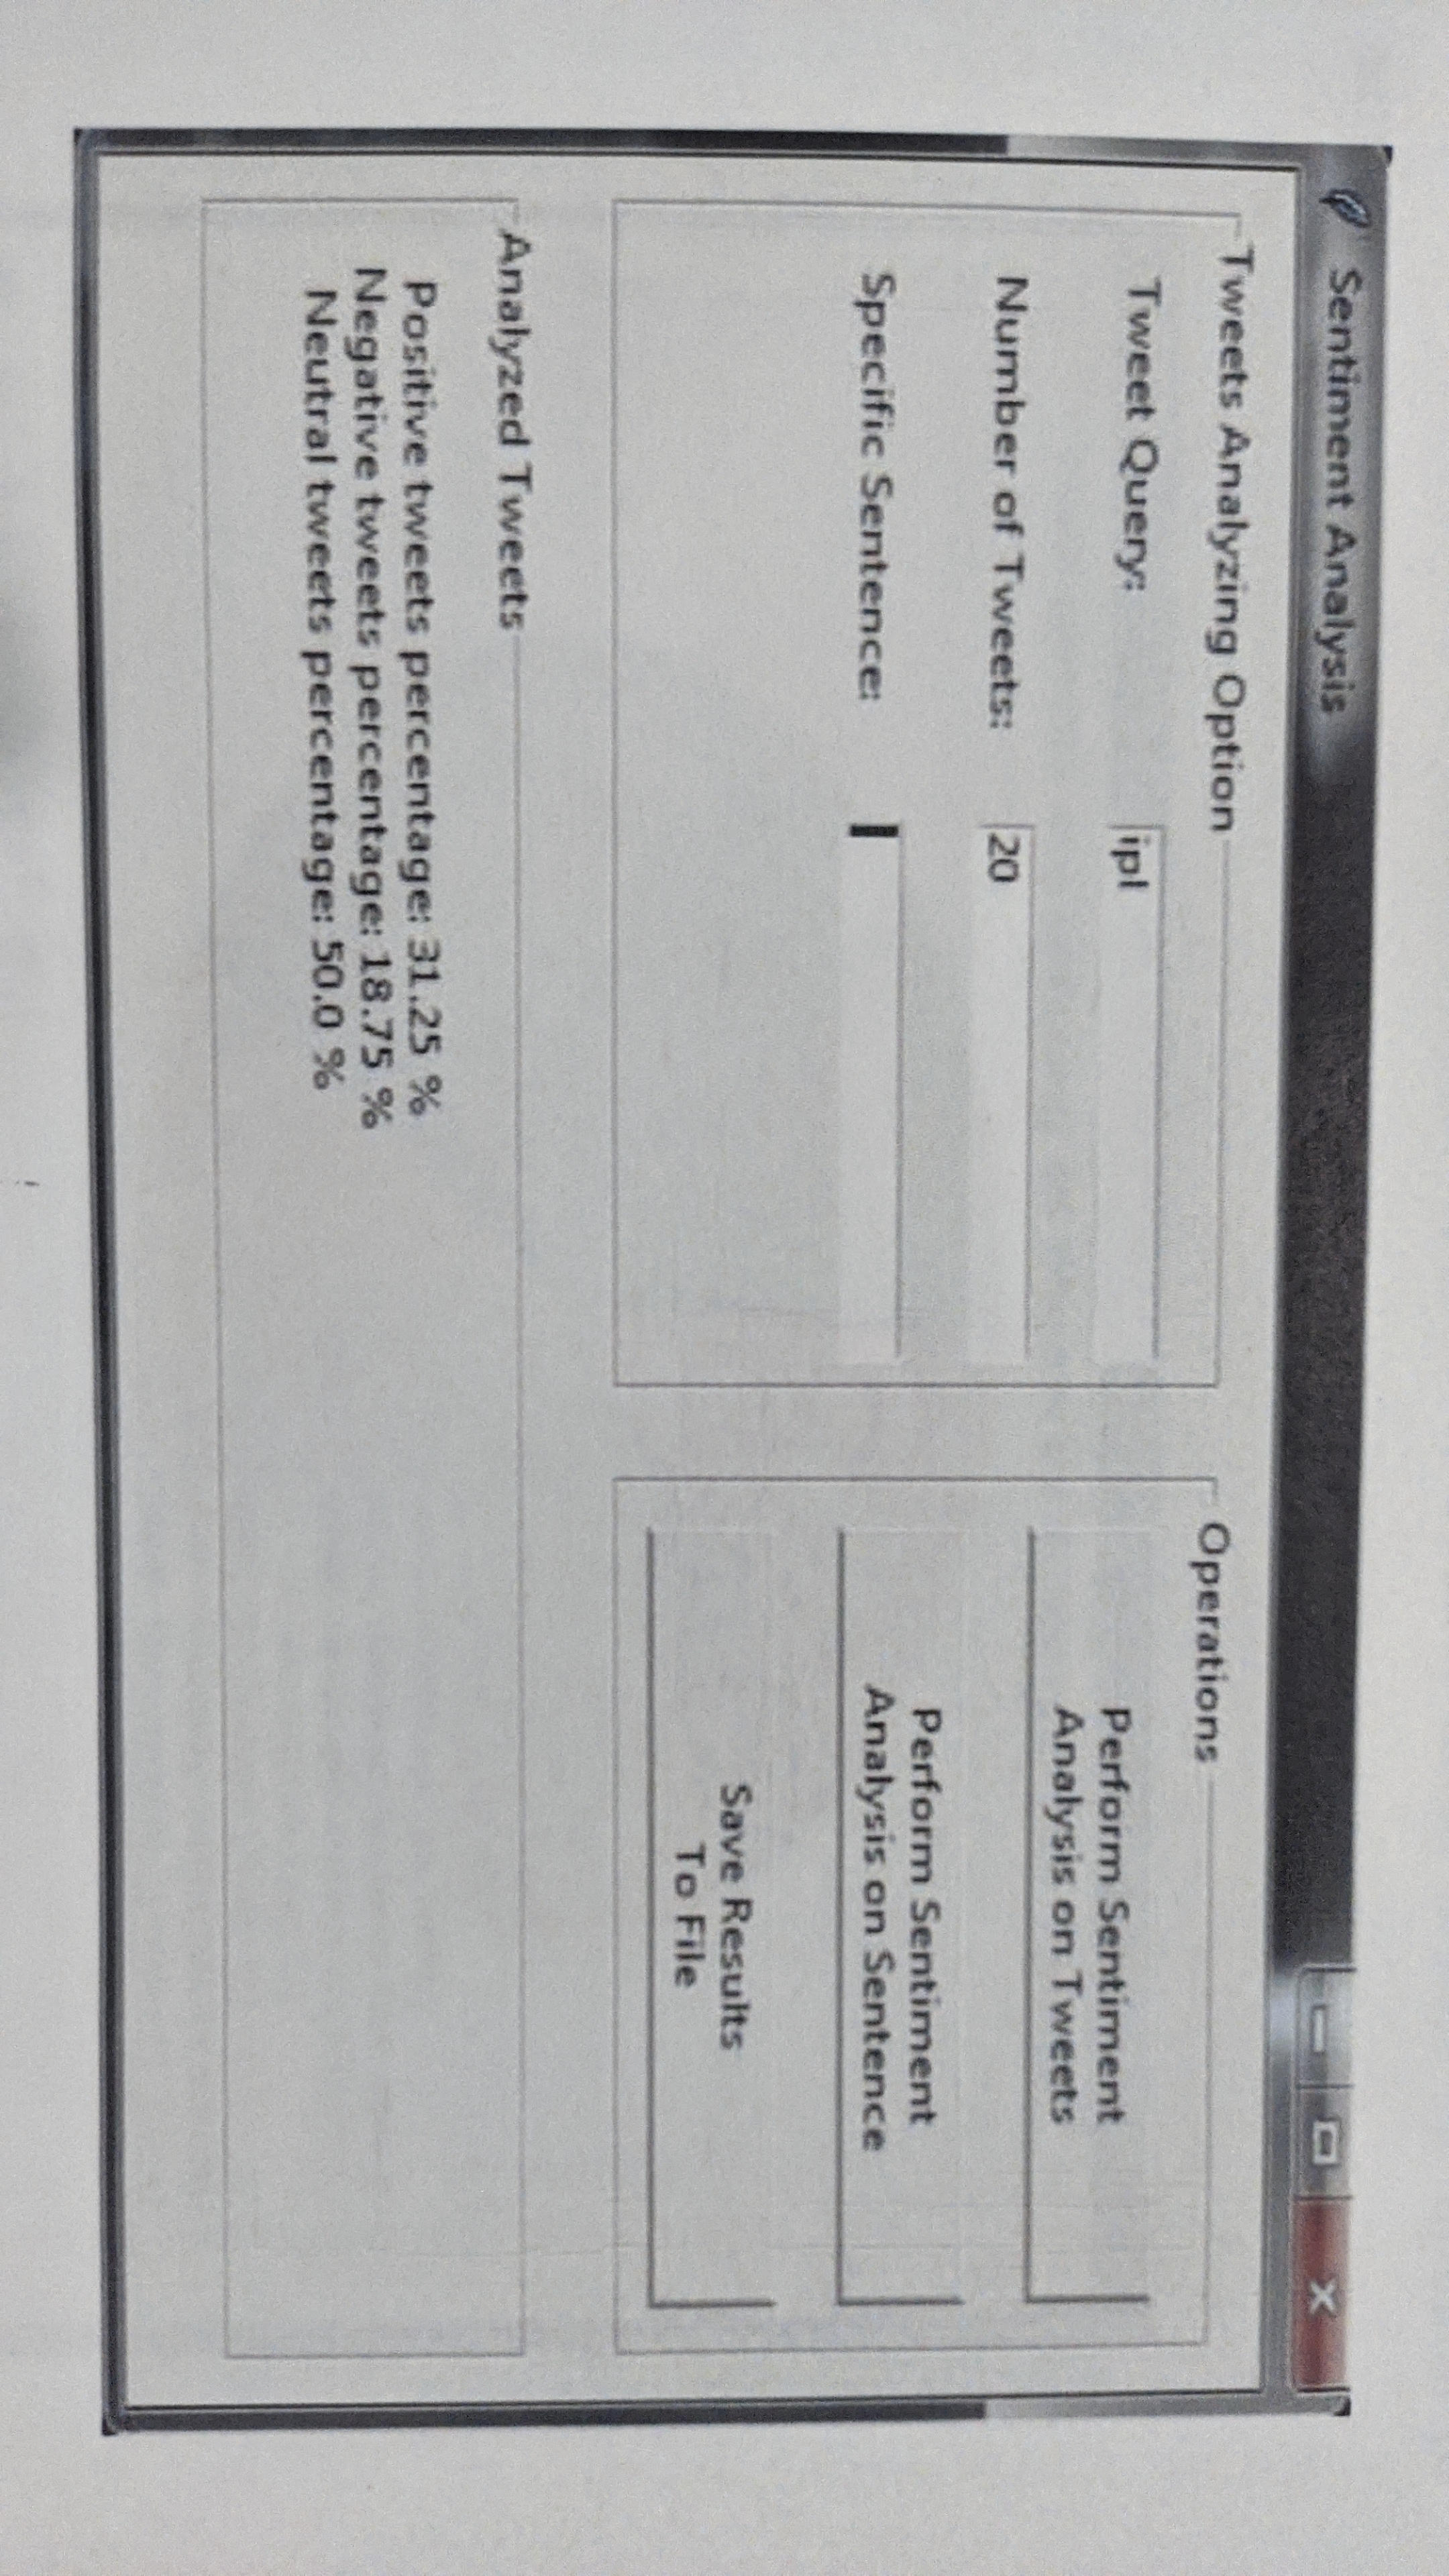 Sentiment Analysis
Tweets Analyzing Option
Tweet Query: ipl
Number of Tweets: 20
Specific Sentence:
Operations
Perform Sentiment
Analysis on Tweets
Perform Sentiment
Analysis on Sentence
Save Results
To File
Analyzed Tweets
Positive tweets percentage: 31.25 %
Negative tweets percentage: 18.75 %
Neutral tweets percentage: 50.0 %